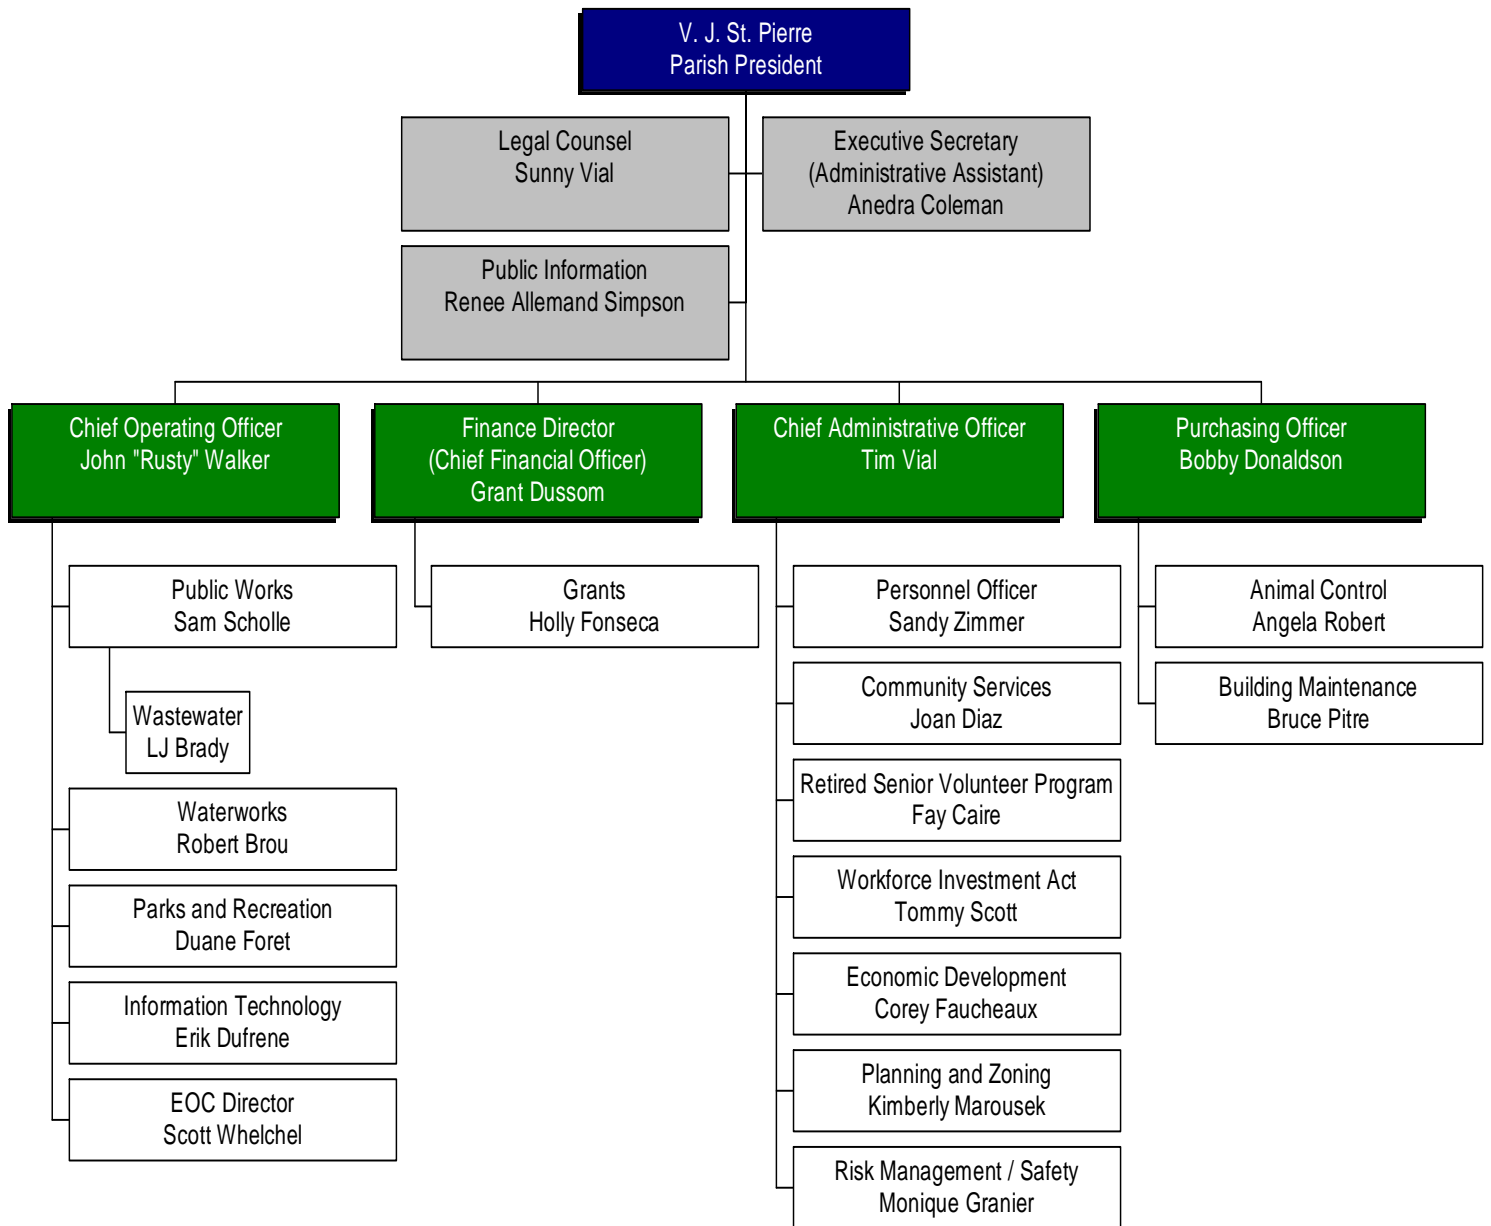 V. J. St. Pierre
Parish President
Legal Counsel
Sunny Vial
Executive Secretary
(Administrative Assistant)
Anedra Coleman
Public Information
Renee Allemand Simpson
Chief Operating Officer
John "Rusty" Walker
Finance Director
(Chief Financial Officer)
Grant Dussom
Chief Administrative Officer
Tim Vial
Purchasing Officer
Bobby Donaldson
Public Works
Sam Scholle
Wastewater
LJ Brady
Waterworks
Robert Brou
Parks and Recreation
Duane Foret
Information Technology
Erik Dufrene
EOC Director
Scott Whelchel
Grants
Holly Fonseca
Personnel Officer
Sandy Zimmer
Community Services
Joan Diaz
Retired Senior Volunteer Program
Fay Caire
Workforce Investment Act
Tommy Scott
Economic Development
Corey Faucheaux
Planning and Zoning
Kimberly Marousek
Risk Management / Safety
Monique Granier
Animal Control
Angela Robert
Building Maintenance
Bruce Pitre